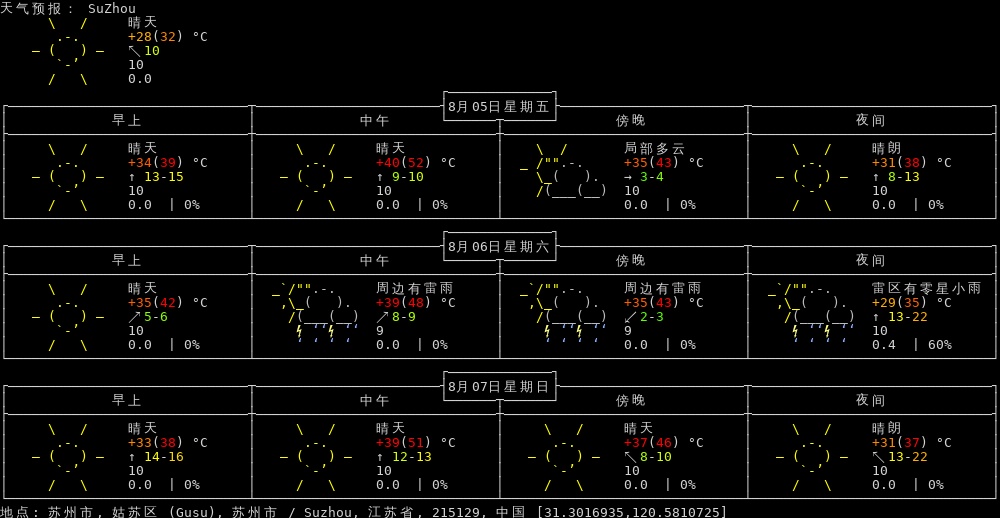 天气预报： SuZhou
晴天
+28(32) °C
↖ 10
10
0.0
8月05日星期五
早上 中午 傍晚 夜间
晴天 晴天 局部多云 晴朗
+34(39) °C +40(52) °C +35(43) °C +31(38) °C
↑ 13-15 ↑ 9-10 → 3-4 ↑ 8-13
10 10 10 10
0.0 | 0% 0.0 | 0% 0.0 | 0% 0.0 | 0%
8月06日星期六
早上 中午 傍晚 夜间
晴天 周边有雷雨 周边有雷雨 雷区有零星小雨
+35(42) °C +39(48) °C +35(43) °C +29(35) °C
↗ 5-6 ↗ 8-9 ↙ 2-3 ↑ 13-22
10 9 9 10
0.0 | 0% 0.0 | 0% 0.0 | 0% 0.4 | 60%
8月07日星期日
早上 中午 傍晚 夜间
晴天 晴天 晴天 晴朗
+33(38) °C +39(51) °C +37(46) °C +31(37) °C
↑ 14-16 ↑ 12-13 ↖ 8-10 ↖ 13-22
10 10 10 10
0.0 | 0% 0.0 | 0% 0.0 | 0% 0.0 | 0%
地点: 苏州市, 姑苏区 (Gusu), 苏州市 / Suzhou, 江苏省, 215129, 中国 [31.3016935,120.5810725]